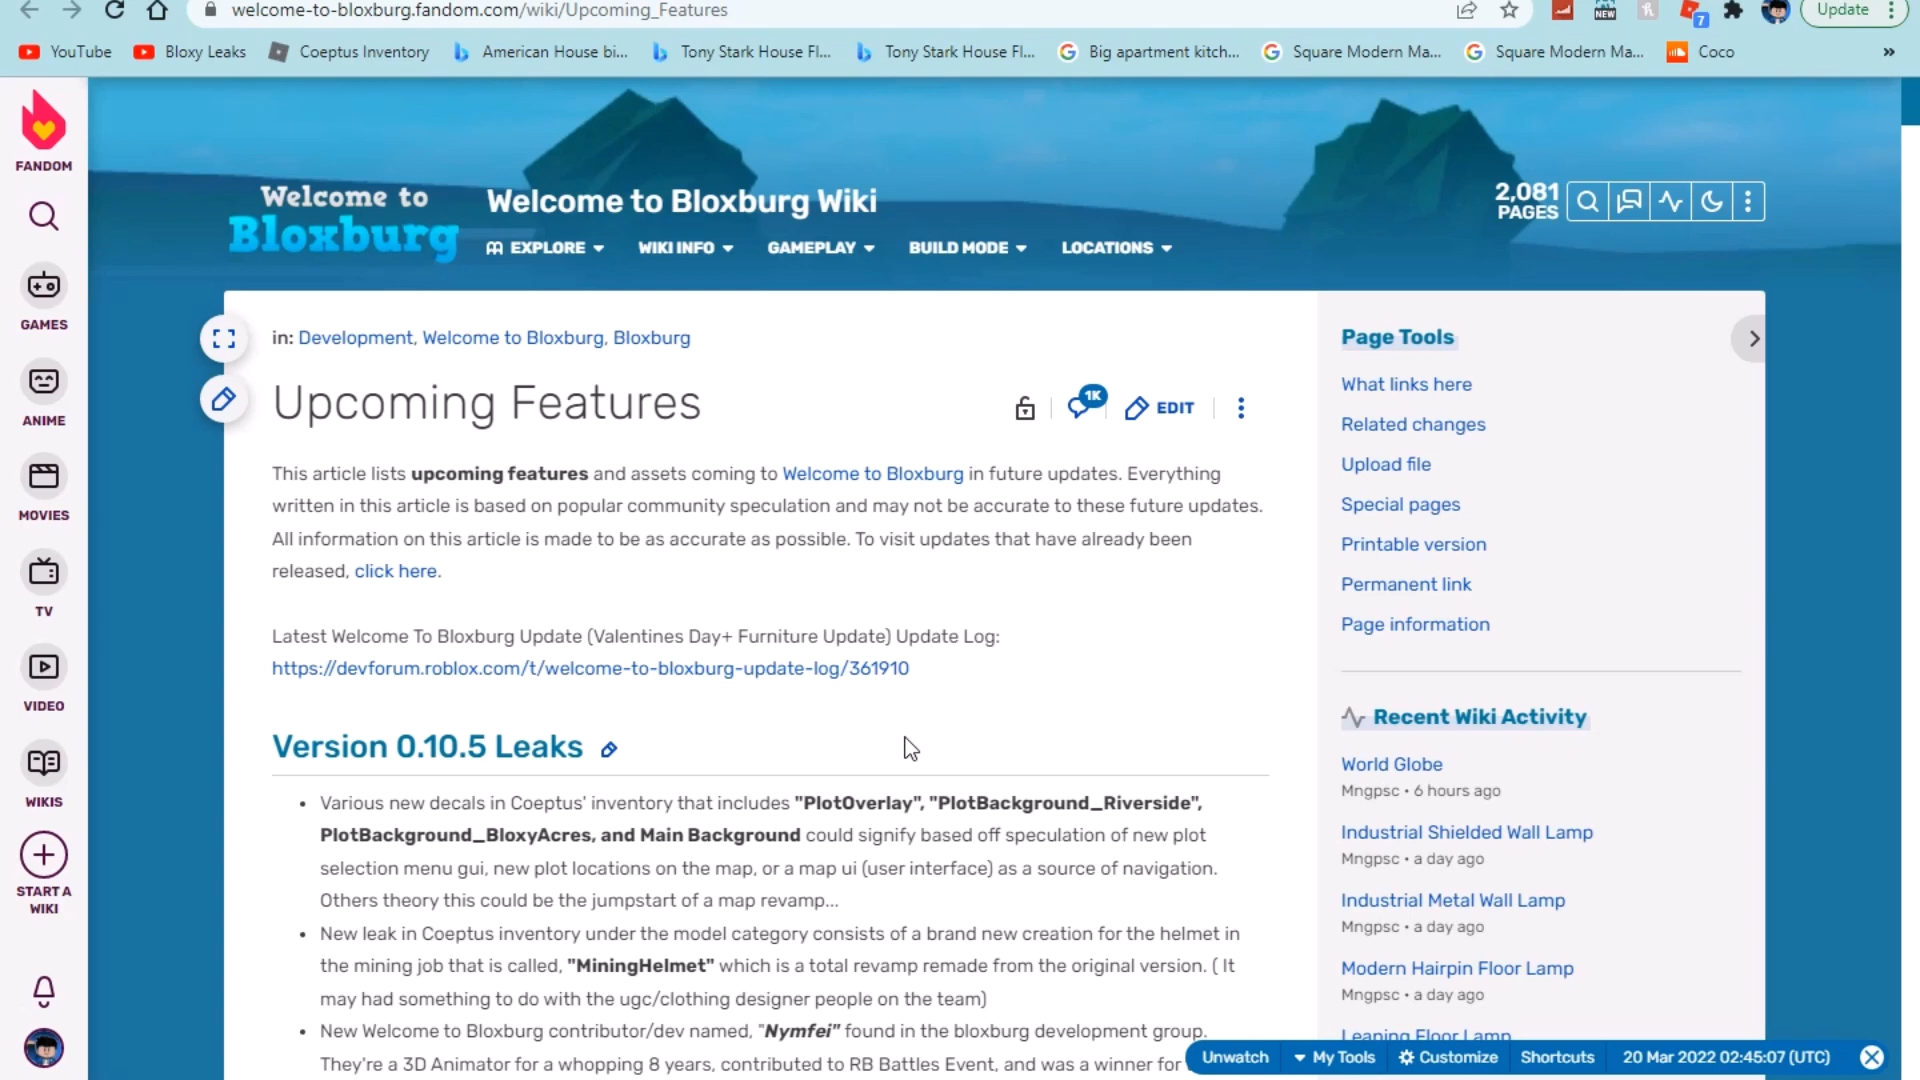 welcome-to-bloxburg.fandom.com/wiki/Upcoming_Features
NEW
7
Update
YouTube
Bloxy Leaks
Coeptus Inventory
American House bi...
Tony Stark House Fl...
Tony Stark House Fl...
Big apartment kitch...
Square Modern Ma...
Square Modern Ma...
Coco
»
FANDOM
GAMES
ANIME
MOVIES
TV
VIDEO
WIKIS
START A
WIKI
Welcome to
Bloxburg
Welcome to Bloxburg Wiki
EXPLORE
WIKI INFO
GAMEPLAY
BUILD MODE
LOCATIONS
2,081
PAGES
in: Development, Welcome to Bloxburg, Bloxburg
Upcoming Features
1K
EDIT
This article lists upcoming features and assets coming to Welcome to Bloxburg in future updates. Everything
written in this article is based on popular community speculation and may not be accurate to these future updates.
All information on this article is made to be as accurate as possible. To visit updates that have already been
released, click here.
Latest Welcome To Bloxburg Update (Valentines Day+ Furniture Update) Update Log:
https://devforum.roblox.com/t/welcome-to-bloxburg-update-log/361910
Version 0.10.5 Leaks
• Various new decals in Coeptus' inventory that includes "PlotOverlay", "PlotBackground_Riverside",
PlotBackground_BloxyAcres, and Main Background could signify based off speculation of new plot
selection menu gui, new plot locations on the map, or a map ui (user interface) as a source of navigation.
Others theory this could be the jumpstart of a map revamp...
• New leak in Coeptus inventory under the model category consists of a brand new creation for the helmet in
the mining job that is called, "MiningHelmet" which is a total revamp remade from the original version. ( It
may had something to do with the ugc/clothing designer people on the team)
• New Welcome to Bloxburg contributor/dev named, "Nymfei" found in the bloxburg development group.
They're a 3D Animator for a whopping 8 years, contributed to RB Battles Event, and was a winner for
Page Tools
What links here
Related changes
Upload file
Special pages
Printable version
Permanent link
Page information
Recent Wiki Activity
World Globe
Mngpsc • 6 hours ago
Industrial Shielded Wall Lamp
Mngpsc • a day ago
Industrial Metal Wall Lamp
Mngpsc • a day ago
Modern Hairpin Floor Lamp
Mngpsc • a day ago
Leaning Floor Lamp
Unwatch
My Tools
Customize
Shortcuts
20 Mar 2022 02:45:07 (UTC)